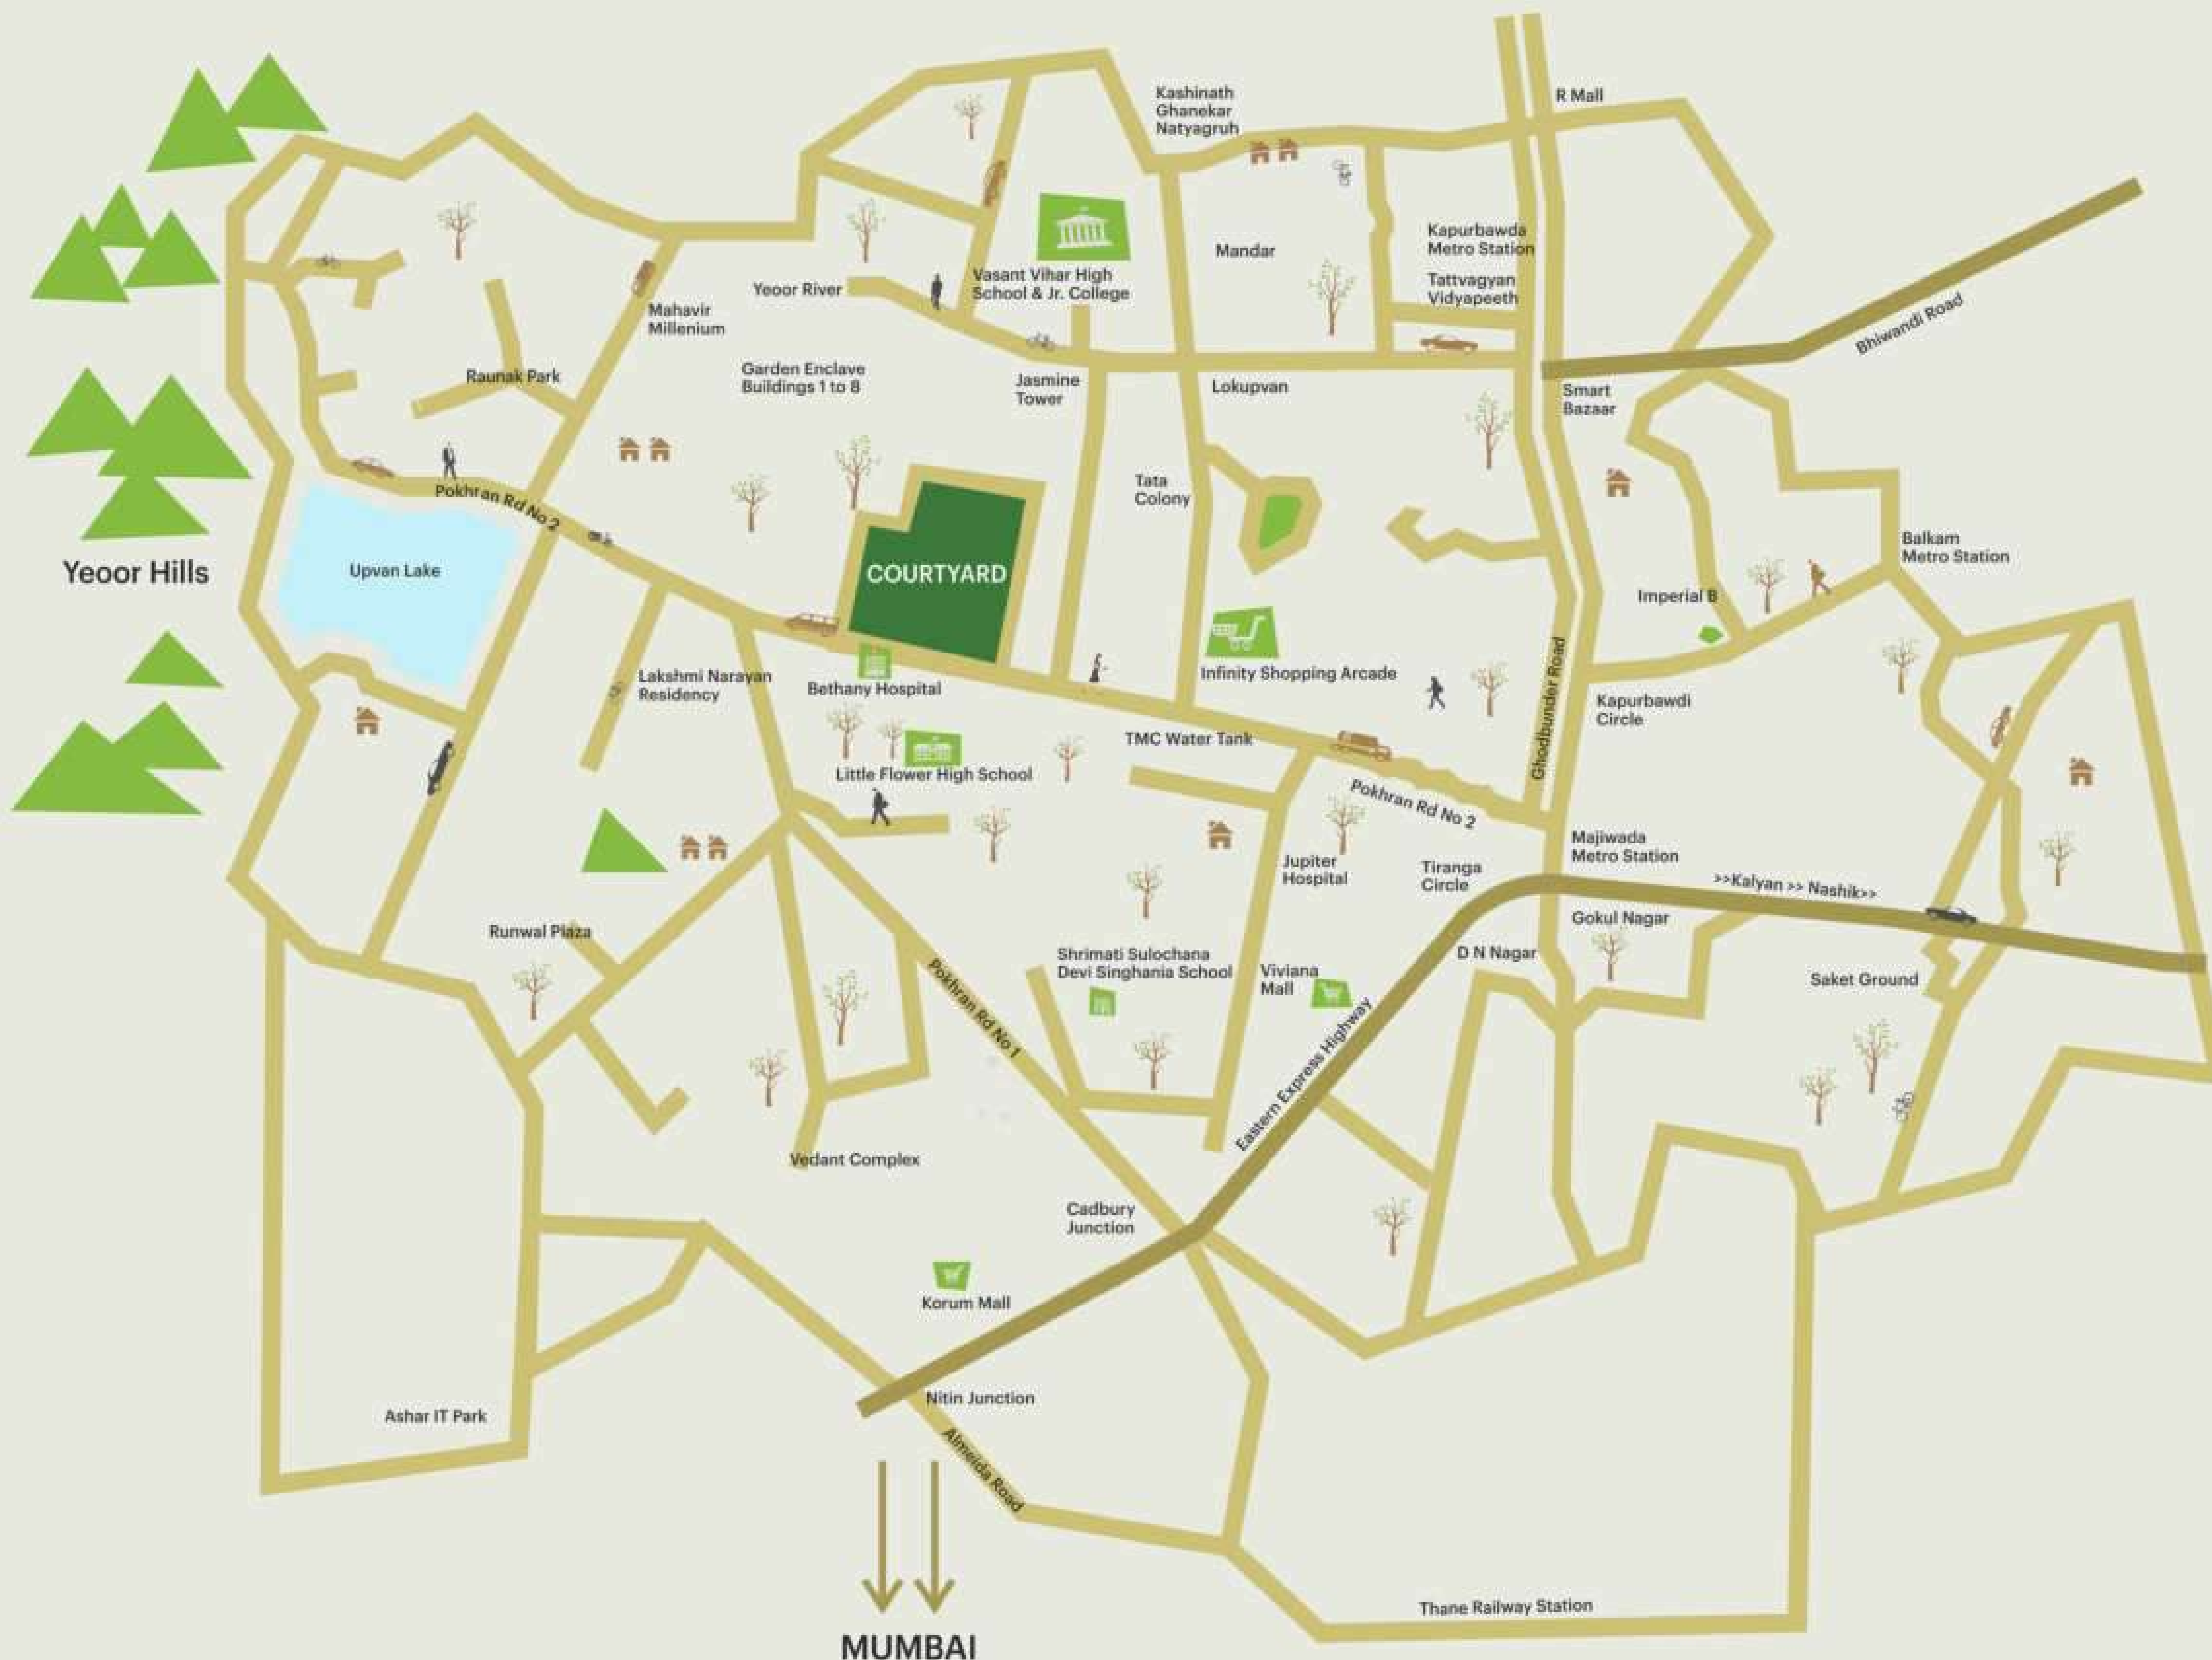 Kashinath
Ghanekar
Natyagruh
R Mall
Kapurbawda
Metro Station
Mandar
Vasant Vihar High
School & Jr. College
Tattvagyan
Vidyapeeth
Yeoor River
Mahavir
Millenium
Bhiwandi Road
Garden Enclave
Buildings 1 to 8
Raunak Park
Jasmine
Tower
Lokupvan
Smart
Bazaar
Tata
Colony
Pokhran Rd No 2
Balkam
Metro Station
Yeoor Hills
Upvan Lake
COURTYARD
Imperial B
Lakshmi Narayan
Residency
Bethany Hospital
Infinity Shopping Arcade
Ghodbunder Road
Kapurbawdi
Circle
TMC Water Tank
Little Flower High School
Pokhran Rd No 2
Majiwada
Metro Station
Jupiter
Hospital
Tiranga
Circle
>>Kalyan >> Nashik>>
Gokul Nagar
Runwal Plaza
D N Nagar
Shrimati Sulochana
Devi Singhania School
Viviana
Mall
Saket Ground
Pokhran Rd No 1
Eastern Express Highway
Vedant Complex
Cadbury
Junction
Korum Mall
Nitin Junction
Ashar IT Park
Almeida Road
Thane Railway Station
MUMBAI